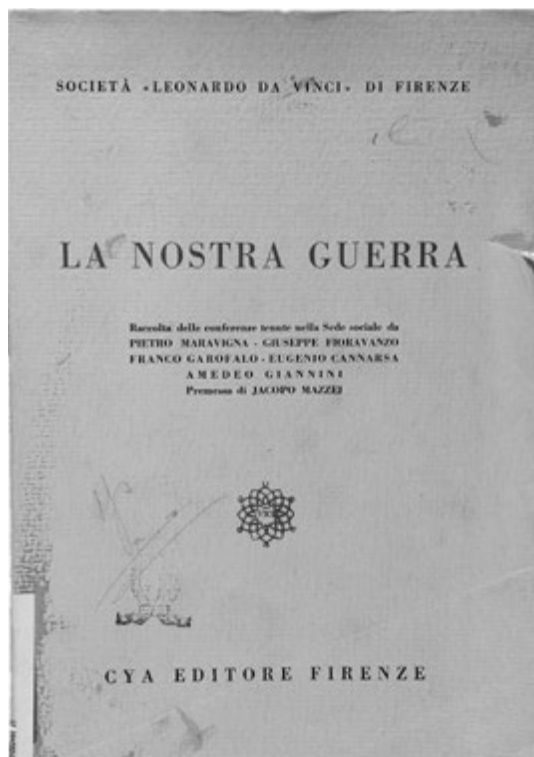 SOCIETÀ «LEONARDO DA VINCI» DI FIRENZE
LA NOSTRA GUERRA
Raccolta delle conferenze tenute nella Sede sociale da
PIETRO MARAVIGNA - GIUSEPPE FIORAVANZO
FRANCO GAROFALO - EUGENIO CANNARSA
AMEDEO GIANNINI
Premessa di JACOPO MAZZEI
CYA EDITORE FIRENZE